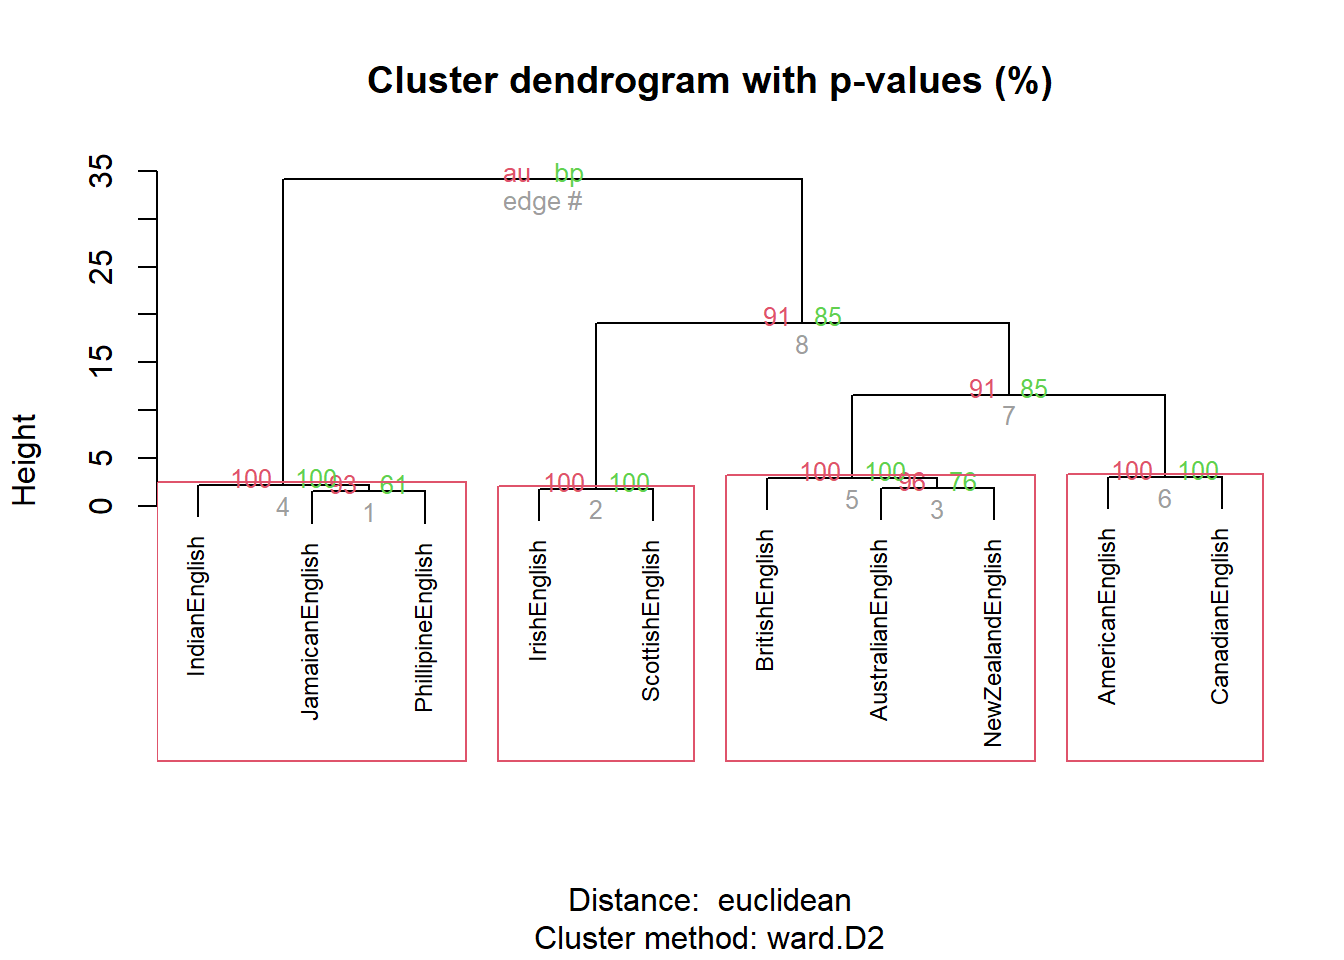 Cluster dendrogram with p-values (%)
Height
35
25
15
5
0
au bp
edge #
91 85
8
91 85
7
100 100
4
93 61
1
100 100
2
100 100
5
96 76
3
100 100
6
IndianEnglish
JamaicanEnglish
PhillipineEnglish
IrishEnglish
ScottishEnglish
BritishEnglish
AustralianEnglish
NewZealandEnglish
AmericanEnglish
CanadianEnglish
Distance: euclidean
Cluster method: ward.D2